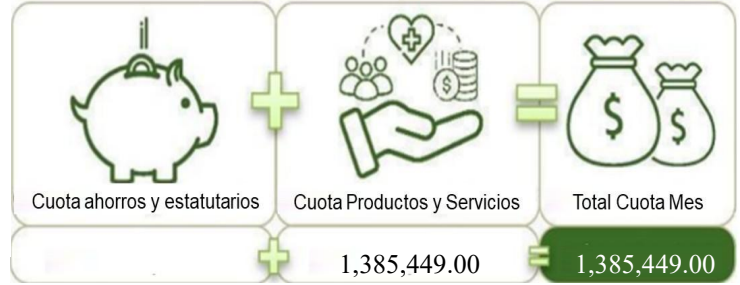 Cuota ahorros y estatutarios
Cuota Productos y Servicios
Total Cuota Mes
1,385,449.00
1,385,449.00